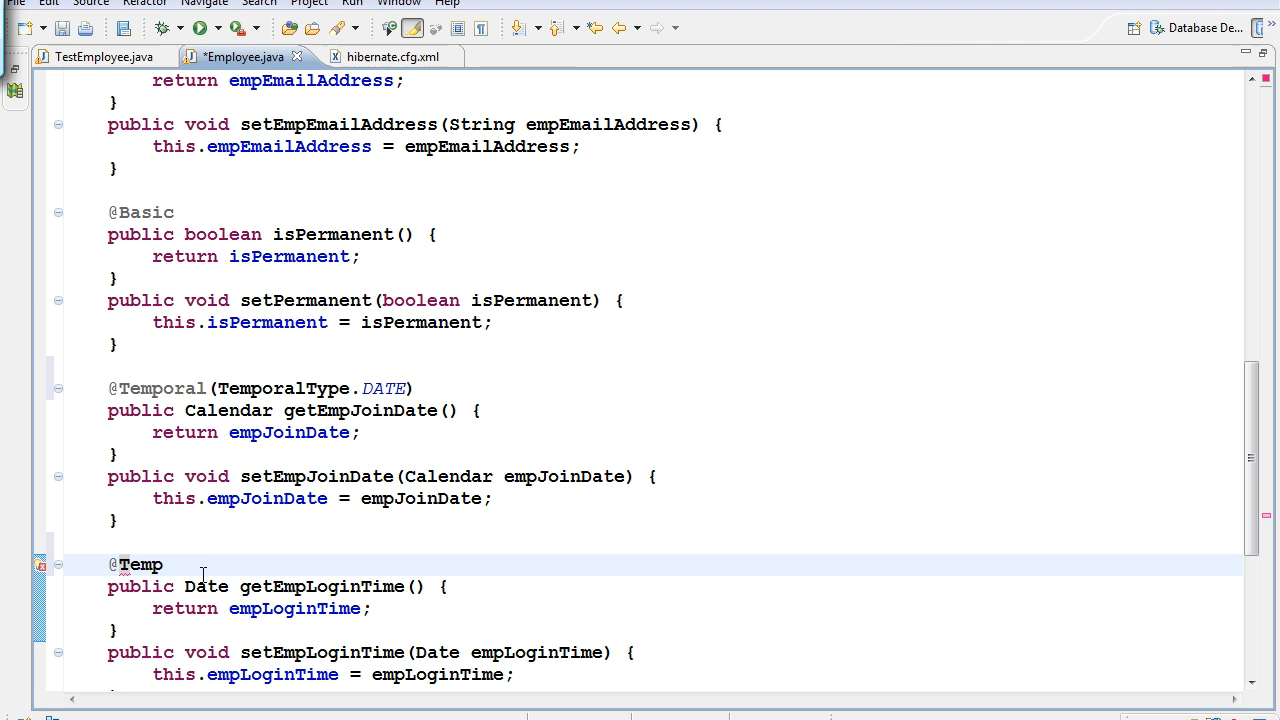 File Edit Source Refactor Navigate Search Project Run Window Help
Database De...
TestEmployee.java *Employee.java hibernate.cfg.xml
return empEmailAddress;
}
public void setEmpEmailAddress(String empEmailAddress) {
this.empEmailAddress = empEmailAddress;
}
@Basic
public boolean isPermanent() {
return isPermanent;
}
public void setPermanent(boolean isPermanent) {
this.isPermanent = isPermanent;
}
@Temporal(TemporalType.DATE)
public Calendar getEmpJoinDate() {
return empJoinDate;
}
public void setEmpJoinDate(Calendar empJoinDate) {
this.empJoinDate = empJoinDate;
}
@Temp
public Date getEmpLoginTime() {
return empLoginTime;
}
public void setEmpLoginTime(Date empLoginTime) {
this.empLoginTime = empLoginTime;